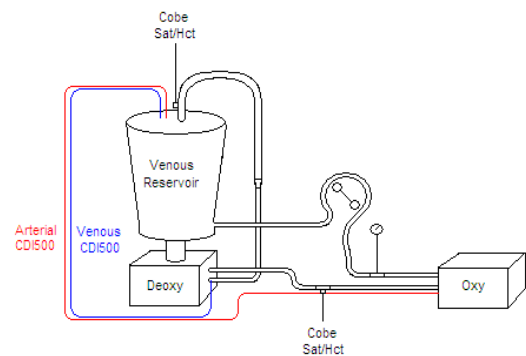 Cobe
Sat/Hct
Venous
Reservoir
Arterial
CDI500
Venous
CDI500
Deoxy
Oxy
Cobe
Sat/Hct